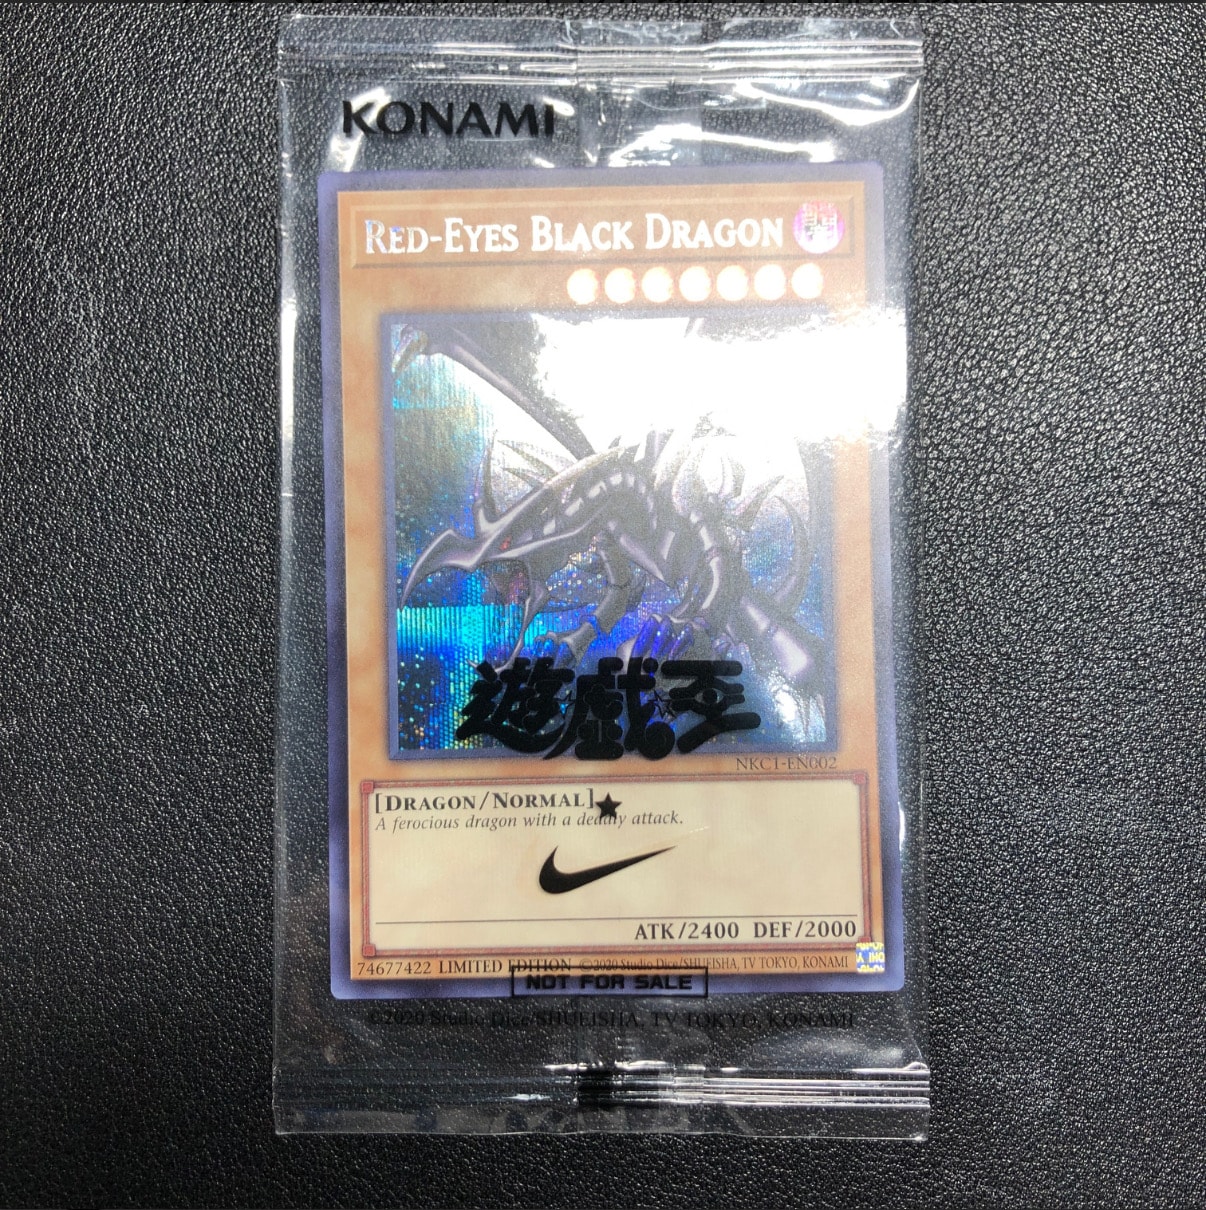 KONAMI
RED-EYES BLACK DRAGON
遊☆戯☆王
NKC1-EN002
[DRAGON/NORMAL]
A ferocious dragon with a deadly attack.
ATK/2400 DEF/2000
74677422 LIMITED EDITION ©2020 Studio Dice/SHUEISHA, TV TOKYO, KONAMI
NOT FOR SALE
©2020 Studio Dice/SHUEISHA, TV TOKYO, KONAMI